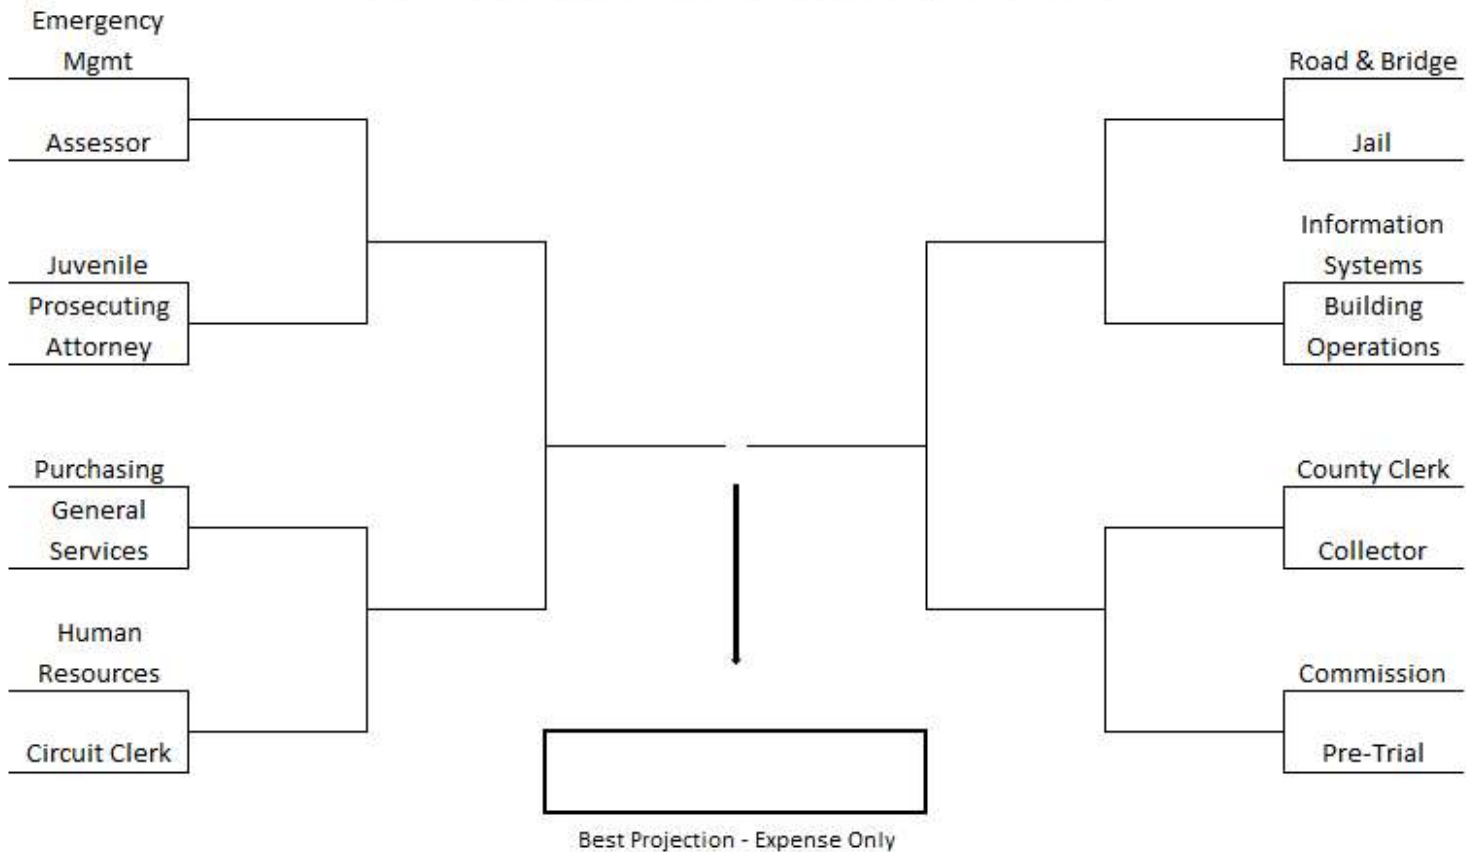 Emergency
Mgmt
Assessor
Juvenile
Prosecuting
Attorney
Purchasing
General
Services
Human
Resources
Circuit Clerk
Road & Bridge
Jail
Information
Systems
Building
Operations
County Clerk
Collector
Commission
Pre-Trial
Best Projection - Expense Only